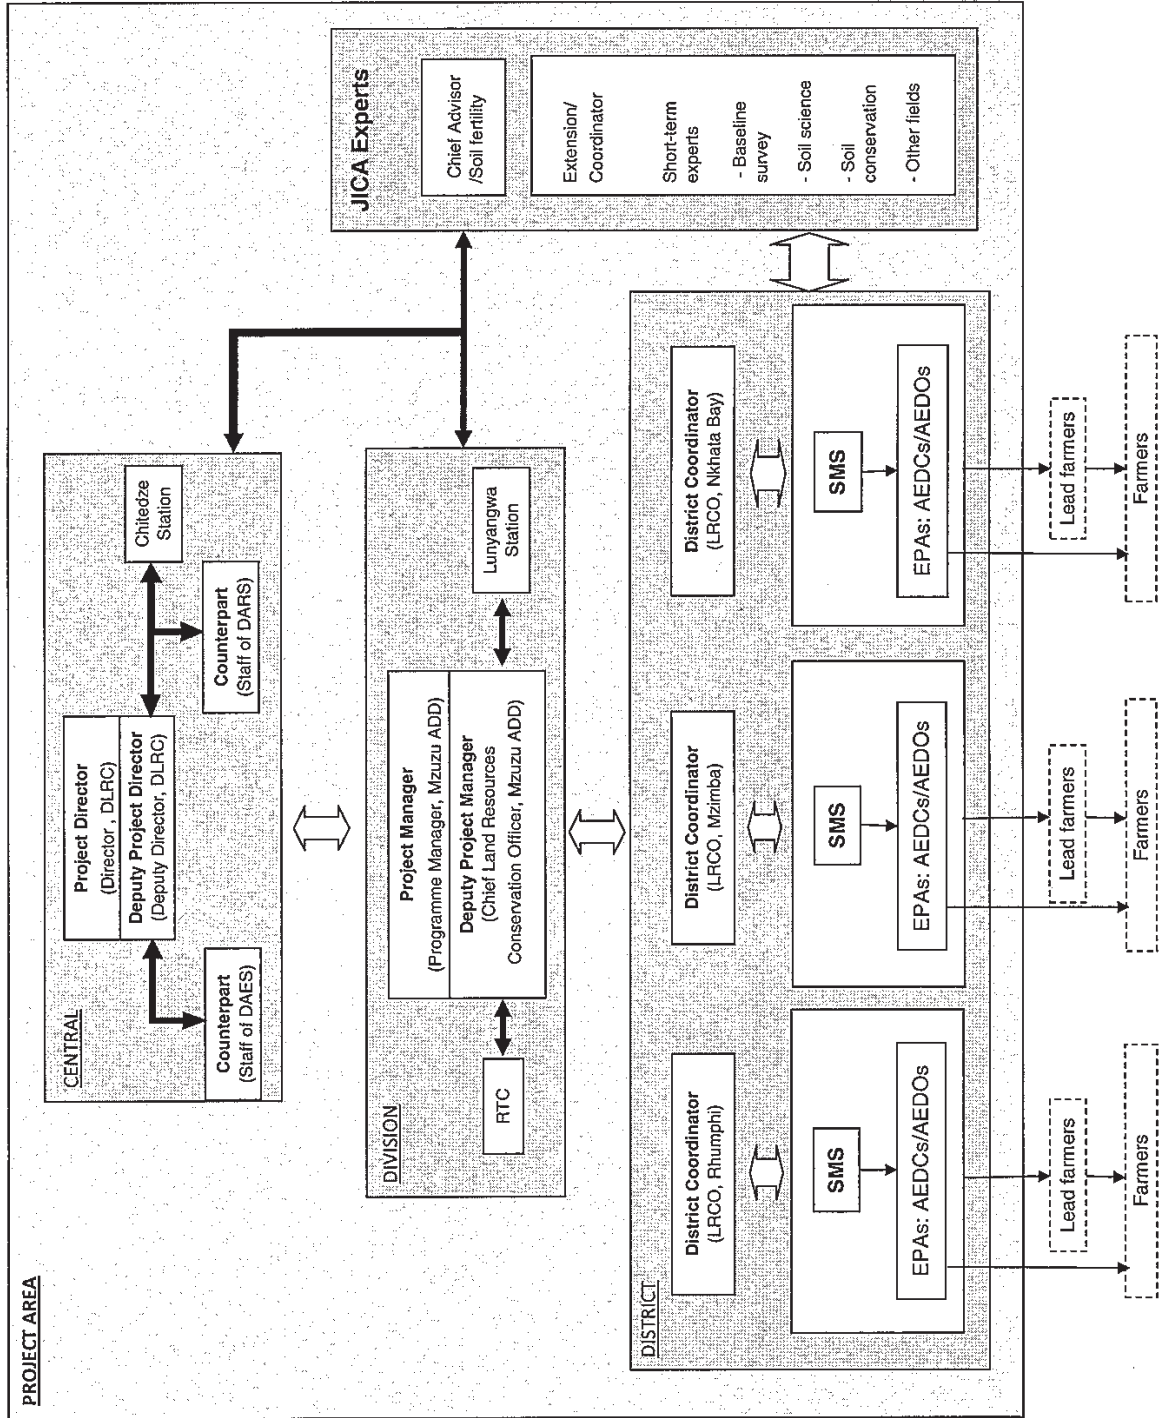 PROJECT AREA
CENTRAL
Project Director
(Director , DLRC)
Deputy Project Director
(Deputy Director, DLRC)
Counterpart
(Staff of DAES)
Counterpart
(Staff of DARS)
Chitedze
Station
DIVISION
Project Manager
(Programme Manager, Mzuzu ADD)
Deputy Project Manager
(Chief Land Resources
Conservation Officer, Mzuzu ADD)
RTC
Lunyangwa
Station
JICA Experts
Chief Advisor
/Soil fertility
Extension/
Coordinator
Short-term
experts
- Baseline
survey
- Soil science
- Soil
conservation
- Other fields
DISTRICT
District Coordinator
(LRCO, Rhumphi)
SMS
EPAs: AEDCs/AEDOs
Lead farmers
Farmers
District Coordinator
(LRCO, Mzimba)
SMS
EPAs: AEDCs/AEDOs
Lead farmers
Farmers
District Coordinator
(LRCO, Nkhata Bay)
SMS
EPAs: AEDCs/AEDOs
Lead farmers
Farmers